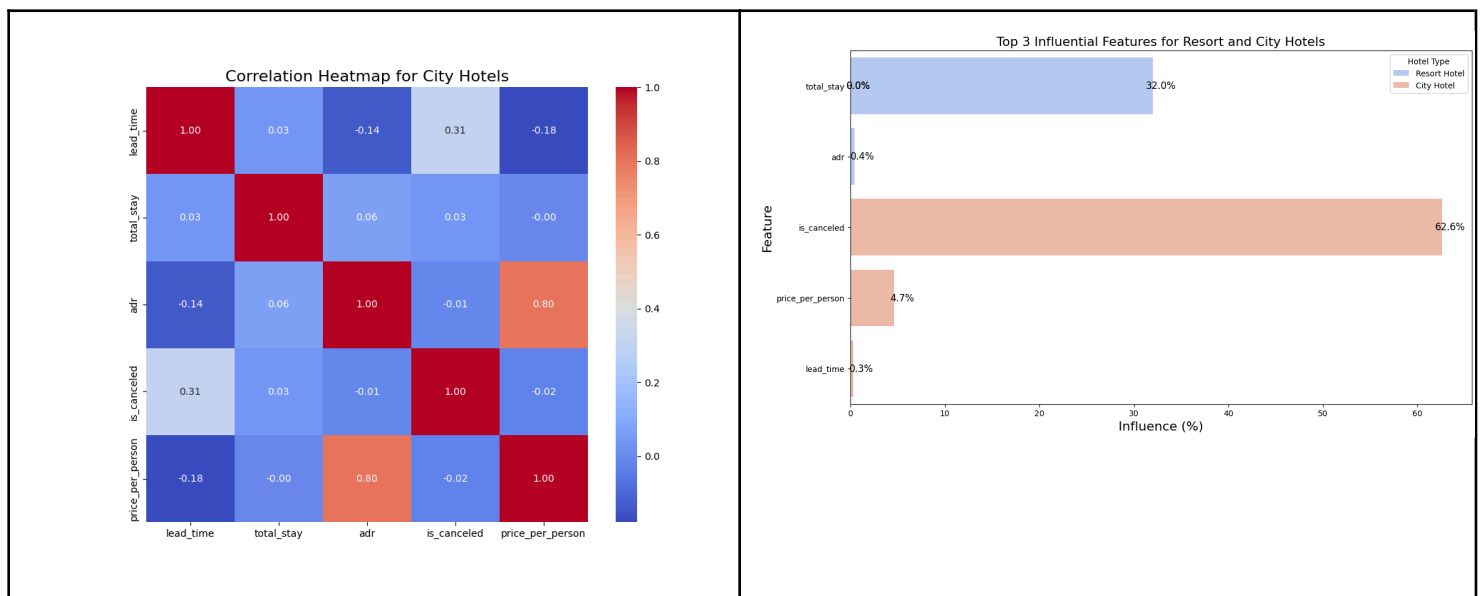 Correlation Heatmap for City Hotels
1.0
lead_time
1.00 0.03 -0.14 0.31 -0.18
0.8
total_stay
0.03 1.00 0.06 0.03 -0.00
0.6
adr
-0.14 0.06 1.00 -0.01 0.80
0.4
is_canceled
0.31 0.03 -0.01 1.00 -0.02
0.2
price_per_person
-0.18 -0.00 0.80 -0.02 1.00
0.0
lead_time total_stay adr is_canceled price_per_person
Top 3 Influential Features for Resort and City Hotels
Hotel Type
Resort Hotel
City Hotel
Feature
total_stay 0.0% 32.0%
adr 0.4%
is_canceled 62.6%
price_per_person 4.7%
lead_time 0.3%
0 10 20 30 40 50 60
Influence (%)